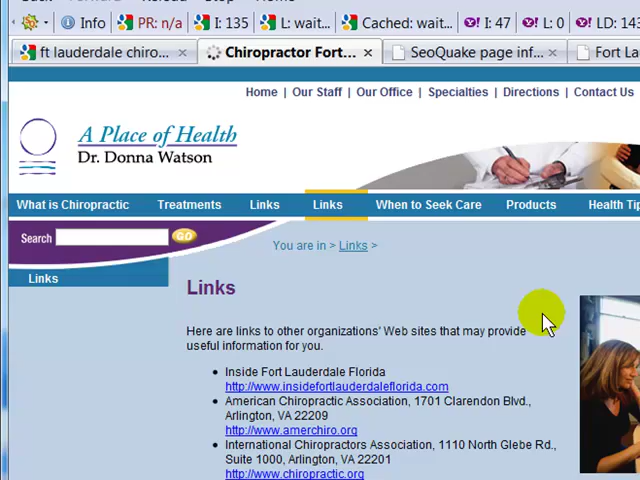 Info PR: n/a I: 135 L: wait... Cached: wait... I: 47 L: 0 LD: 143
ft lauderdale chiro... Chiropractor Fort... SeoQuake page inf... Fort La
Home | Our Staff | Our Office | Specialties | Directions | Contact Us
A Place of Health
Dr. Donna Watson
What is Chiropractic Treatments Links Links When to Seek Care Products Health Tip
Search GO
You are in > Links >
Links
Links
Here are links to other organizations' Web sites that may provide
useful information for you.
Inside Fort Lauderdale Florida
http://www.insidefortlauderdaleflorida.com
American Chiropractic Association, 1701 Clarendon Blvd.,
Arlington, VA 22209
http://www.amerchiro.org
International Chiropractors Association, 1110 North Glebe Rd.,
Suite 1000, Arlington, VA 22201
http://www.chiropractic.org